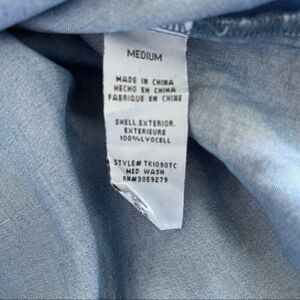 MEDIUM
MADE IN CHINA
HECHO EN CHINA
FABRIQUE EN CHINE
SHELL.EXTERIOR.
EXTERIEURE
100%LYOCELL
STYLE# TK1090TC
MED WASH
RN#3059279